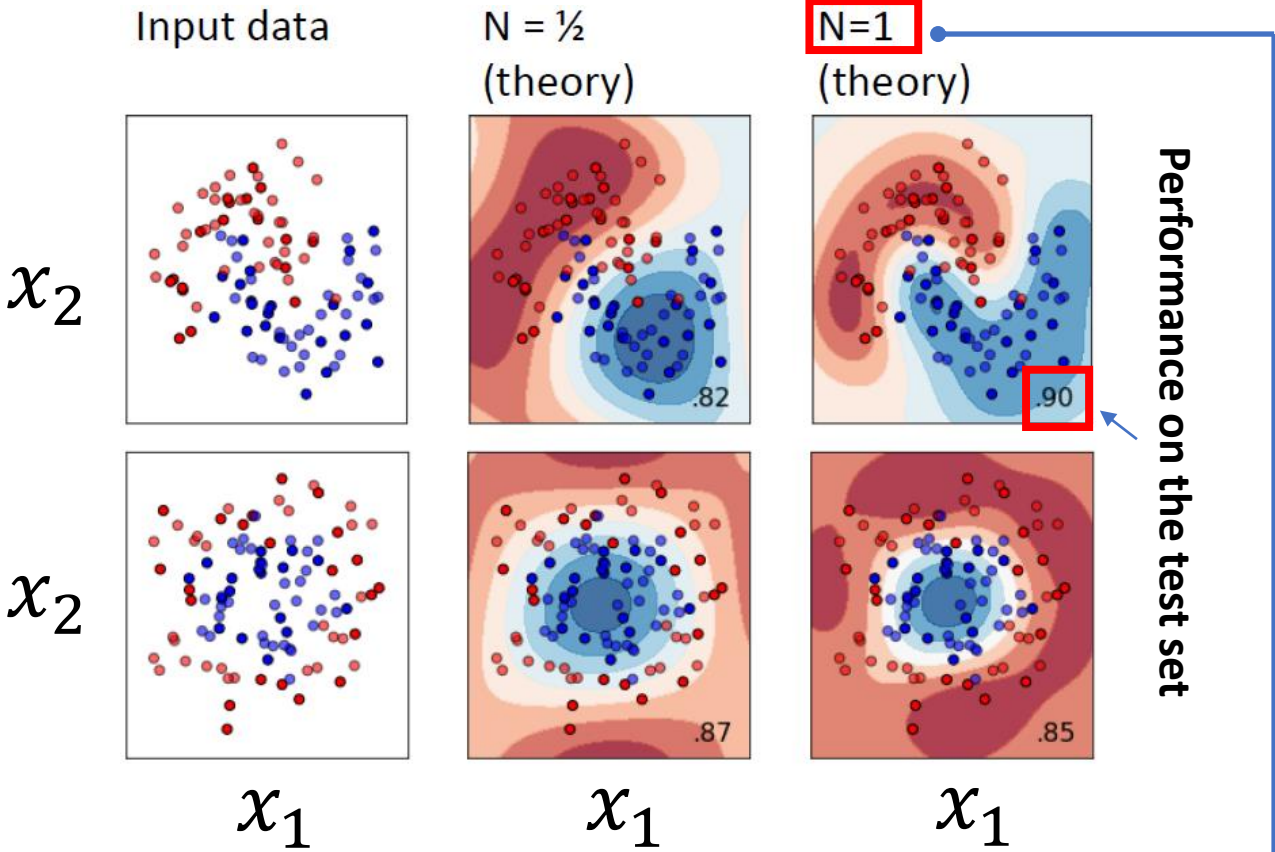 Input data
N = ½
(theory)
N=1
(theory)
x₂
.82
.90
Performance on the test set
x₂
.87
.85
x₁
x₁
x₁